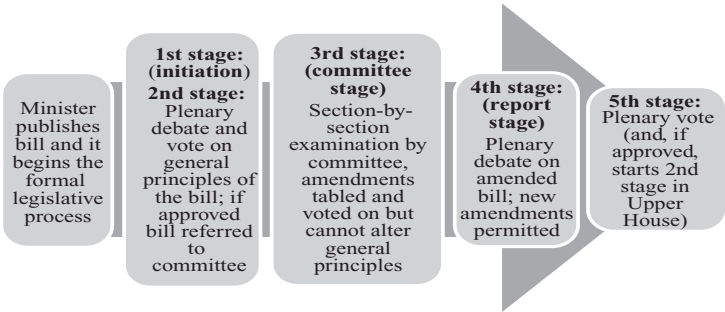 Minister
publishes
bill and it
begins the
formal
legislative
process
1st stage:
(initiation)
2nd stage:
Plenary
debate and
vote on
general
principles of
the bill; if
approved
bill referred
to
committee
3rd stage:
(committee
stage)
Section-by-
section
examination by
committee,
amendments
tabled and
voted on but
cannot alter
general
principles
4th stage:
(report
stage)
Plenary
debate on
amended
bill; new
amendments
permitted
5th stage:
Plenary vote
(and, if
approved,
starts 2nd
stage in
Upper
House)